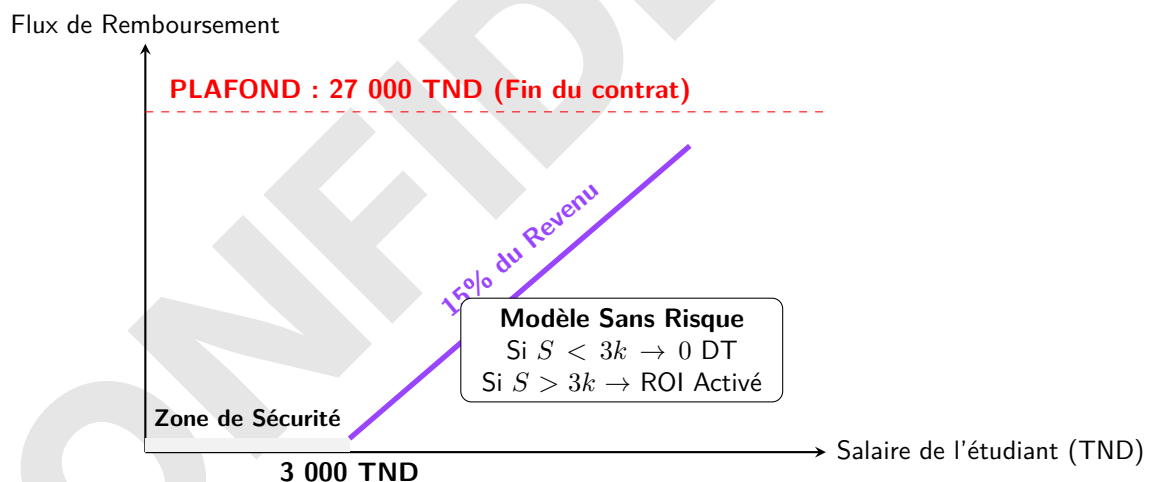 Flux de Remboursement
PLAFOND : 27 000 TND (Fin du contrat)
15% du Revenu
Modèle Sans Risque
Si S < 3k → 0 DT
Si S > 3k → ROI Activé
Zone de Sécurité
Salaire de l'étudiant (TND)
3 000 TND
ONFID